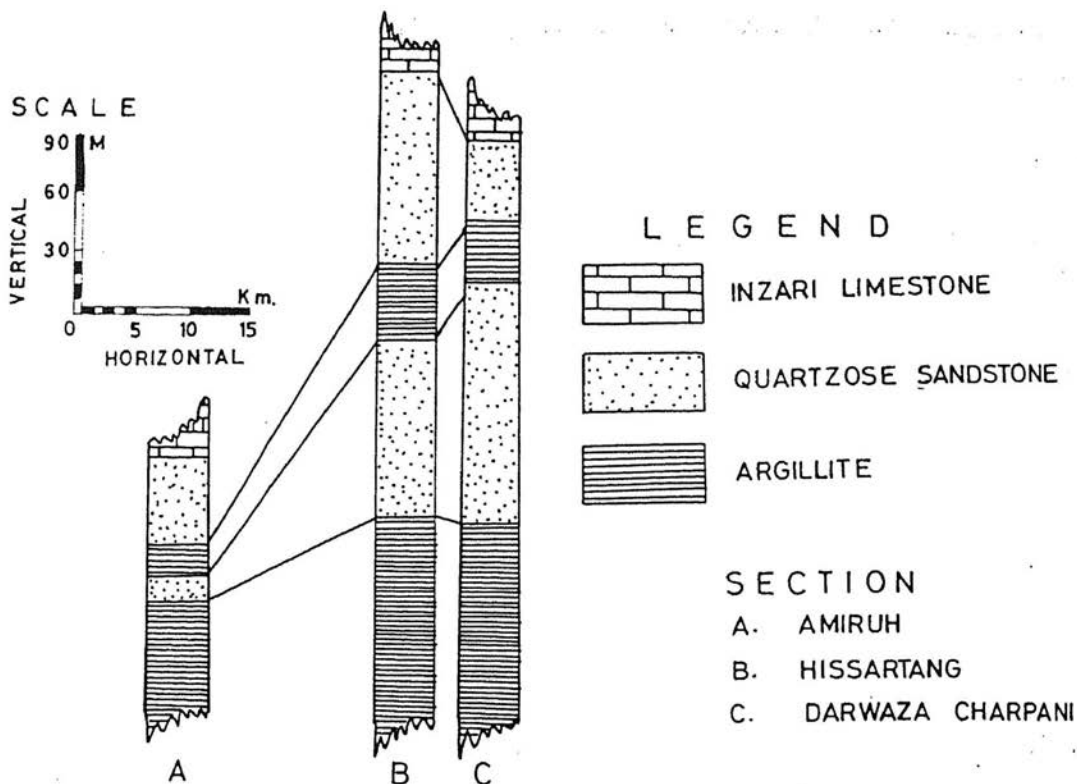 SCALE
90 M
60
30
VERTICAL
Km.
0 5 10 15
HORIZONTAL
LEGEND
INZARI LIMESTONE
QUARTZOSE SANDSTONE
ARGILLITE
SECTION
A. AMIRUH
B. HISSARTANG
C. DARWAZA CHARPANI
A B C